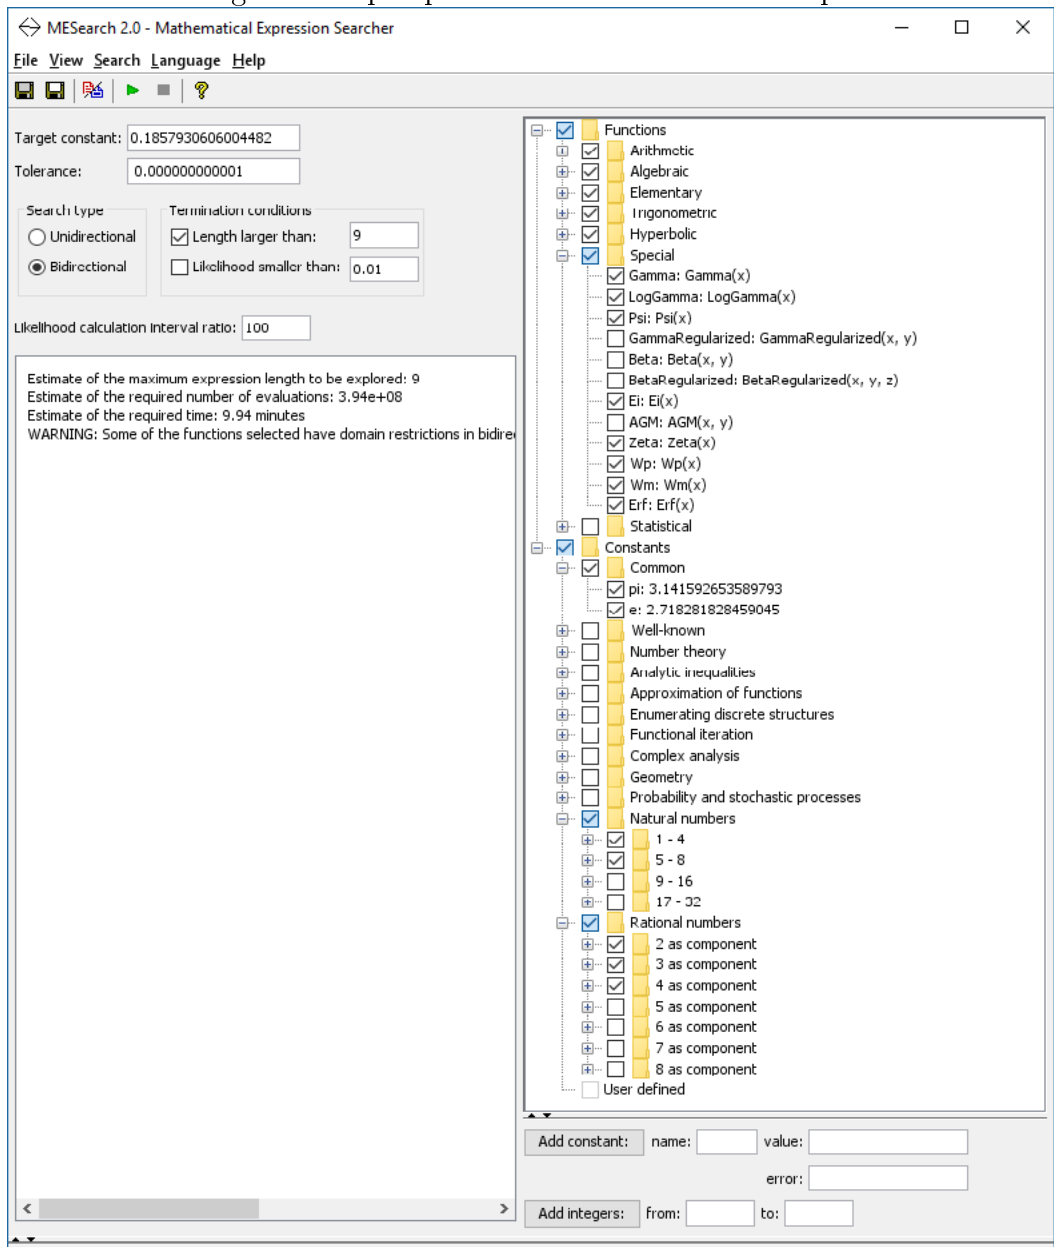 MESearch 2.0 - Mathematical Expression Searcher
File View Search Language Help
Target constant: 0.1857930606004482
Tolerance: 0.000000000001
Search type
Termination conditions
Unidirectional
Length larger than: 9
Bidirectional
Likelihood smaller than: 0.01
Likelihood calculation interval ratio: 100
Estimate of the maximum expression length to be explored: 9
Estimate of the required number of evaluations: 3.94e+08
Estimate of the required time: 9.94 minutes
WARNING: Some of the functions selected have domain restrictions in bidire
Functions
Arithmetic
Algebraic
Elementary
Trigonometric
Hyperbolic
Special
Gamma: Gamma(x)
LogGamma: LogGamma(x)
Psi: Psi(x)
GammaRegularized: GammaRegularized(x, y)
Beta: Beta(x, y)
BetaRegularized: BetaRegularized(x, y, z)
Ei: Ei(x)
AGM: AGM(x, y)
Zeta: Zeta(x)
Wp: Wp(x)
Wm: Wm(x)
Erf: Erf(x)
Statistical
Constants
Common
pi: 3.141592653589793
e: 2.718281828459045
Well-known
Number theory
Analytic inequalities
Approximation of functions
Enumerating discrete structures
Functional iteration
Complex analysis
Geometry
Probability and stochastic processes
Natural numbers
1 - 4
5 - 8
9 - 16
17 - 32
Rational numbers
2 as component
3 as component
4 as component
5 as component
6 as component
7 as component
8 as component
User defined
Add constant: name: value:
error:
Add integers: from: to: